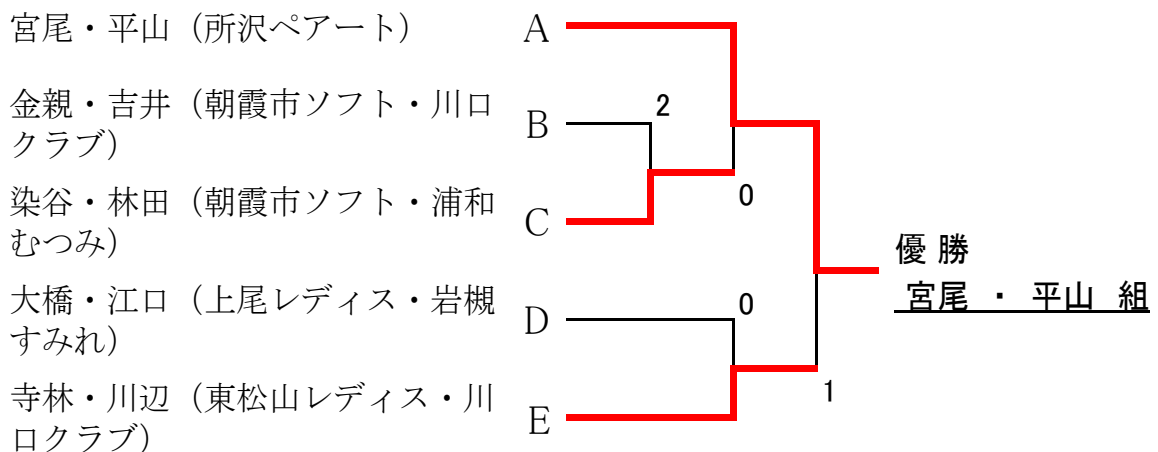 宮尾・平山（所沢ペアート） A
金親・吉井（朝霞市ソフト・川口
クラブ）
B
2
染谷・林田（朝霞市ソフト・浦和
むつみ）
C
0
優 勝
宮尾 ・ 平山 組
大橋・江口（上尾レディス・岩槻
すみれ）
D
0
寺林・川辺（東松山レディス・川
口クラブ）
E
1